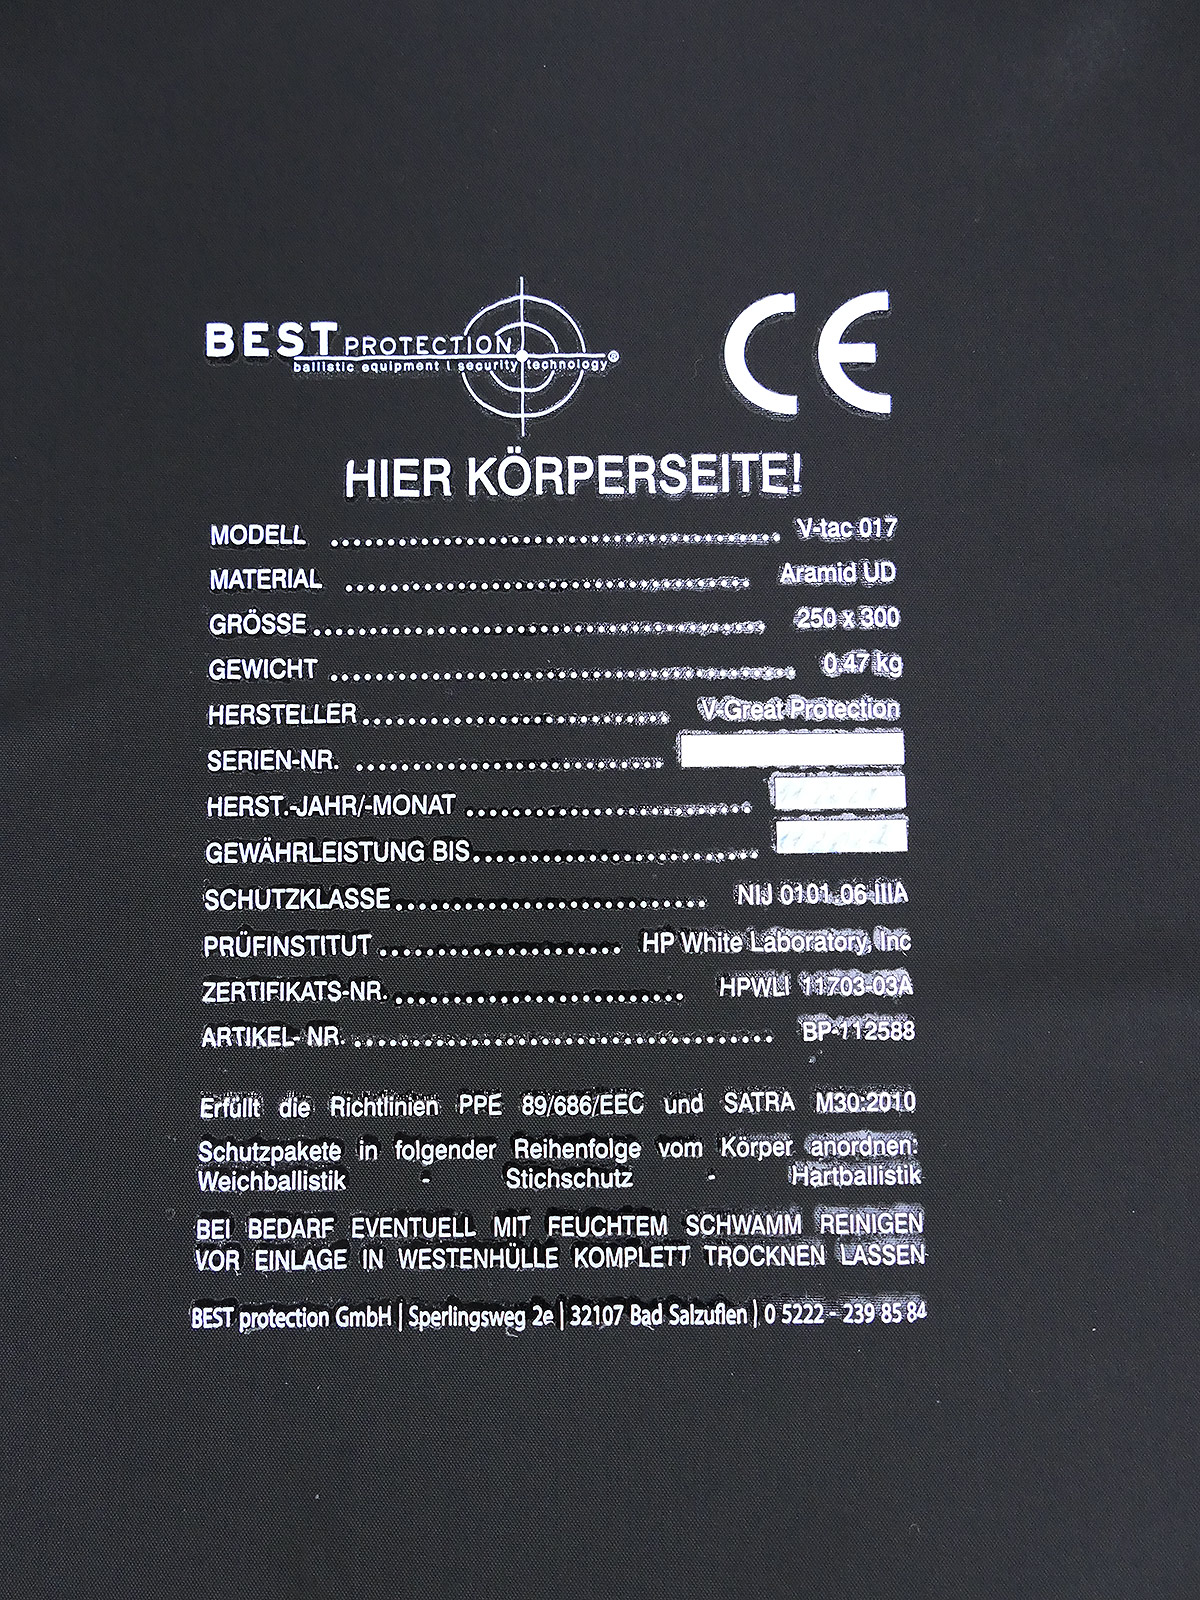 BEST PROTECTION
ballistic equipment | security technology®
CE
HIER KÖRPERSEITE!
MODELL ........................................ V-tac 017
MATERIAL ........................................ Aramid UD
GRÖSSE ........................................ 250 x 300
GEWICHT ........................................ 0,47 kg
HERSTELLER ........................................ V-Great Protection
SERIEN-NR. ........................................
HERST.-JAHR/-MONAT ........................................
GEWÄHRLEISTUNG BIS ........................................
SCHUTZKLASSE ........................................ NIJ 0101.06-IIIA
PRÜFINSTITUT ........................................ HP White Laboratory, Inc
ZERTIFIKATS-NR. ........................................ HPWLI 11703-03A
ARTIKEL- NR. ........................................ BP-112588
Erfüllt die Richtlinien PPE 89/686/EEC und SATRA M30:2010
Schutzpakete in folgender Reihenfolge vom Körper anordnen:
Weichballistik - Stichschutz - Hartballistik
BEI BEDARF EVENTUELL MIT FEUCHTEM SCHWAMM REINIGEN
VOR EINLAGE IN WESTENHÜLLE KOMPLETT TROCKNEN LASSEN
BEST protection GmbH | Sperlingsweg 2e | 32107 Bad Salzuflen | 0 5222 - 239 85 84